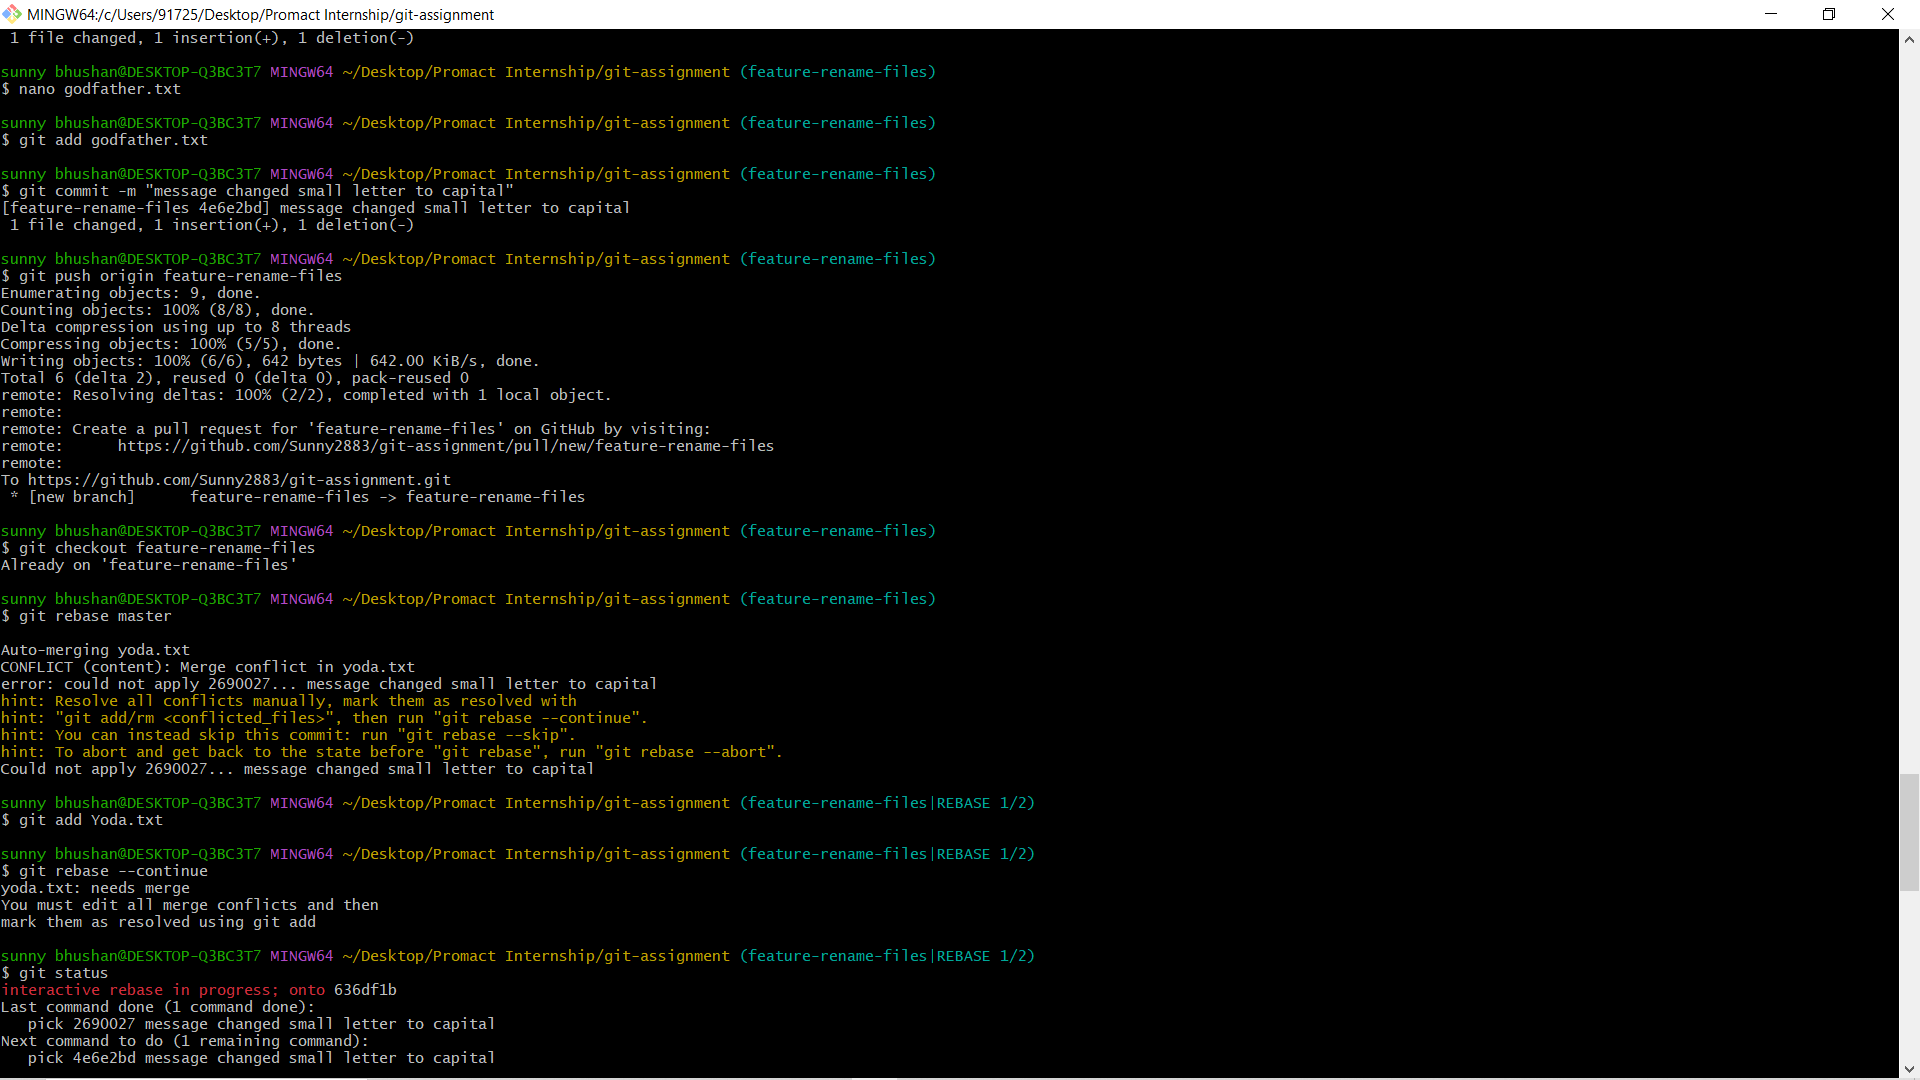 MINGW64:/c/Users/91725/Desktop/Promact Internship/git-assignment
 1 file changed, 1 insertion(+), 1 deletion(-)
sunny bhushan@DESKTOP-Q3BC3T7 MINGW64 ~/Desktop/Promact Internship/git-assignment (feature-rename-files)
$ nano godfather.txt
sunny bhushan@DESKTOP-Q3BC3T7 MINGW64 ~/Desktop/Promact Internship/git-assignment (feature-rename-files)
$ git add godfather.txt
sunny bhushan@DESKTOP-Q3BC3T7 MINGW64 ~/Desktop/Promact Internship/git-assignment (feature-rename-files)
$ git commit -m "message changed small letter to capital"
[feature-rename-files 4e6e2bd] message changed small letter to capital
 1 file changed, 1 insertion(+), 1 deletion(-)
sunny bhushan@DESKTOP-Q3BC3T7 MINGW64 ~/Desktop/Promact Internship/git-assignment (feature-rename-files)
$ git push origin feature-rename-files
Enumerating objects: 9, done.
Counting objects: 100% (8/8), done.
Delta compression using up to 8 threads
Compressing objects: 100% (5/5), done.
Writing objects: 100% (6/6), 642 bytes | 642.00 KiB/s, done.
Total 6 (delta 2), reused 0 (delta 0), pack-reused 0
remote: Resolving deltas: 100% (2/2), completed with 1 local object.
remote:
remote: Create a pull request for 'feature-rename-files' on GitHub by visiting:
remote:      https://github.com/Sunny2883/git-assignment/pull/new/feature-rename-files
remote:
To https://github.com/Sunny2883/git-assignment.git
 * [new branch]      feature-rename-files -> feature-rename-files
sunny bhushan@DESKTOP-Q3BC3T7 MINGW64 ~/Desktop/Promact Internship/git-assignment (feature-rename-files)
$ git checkout feature-rename-files
Already on 'feature-rename-files'
sunny bhushan@DESKTOP-Q3BC3T7 MINGW64 ~/Desktop/Promact Internship/git-assignment (feature-rename-files)
$ git rebase master
Auto-merging yoda.txt
CONFLICT (content): Merge conflict in yoda.txt
error: could not apply 2690027... message changed small letter to capital
hint: Resolve all conflicts manually, mark them as resolved with
hint: "git add/rm <conflicted_files>", then run "git rebase --continue".
hint: You can instead skip this commit: run "git rebase --skip".
hint: To abort and get back to the state before "git rebase", run "git rebase --abort".
Could not apply 2690027... message changed small letter to capital
sunny bhushan@DESKTOP-Q3BC3T7 MINGW64 ~/Desktop/Promact Internship/git-assignment (feature-rename-files|REBASE 1/2)
$ git add Yoda.txt
sunny bhushan@DESKTOP-Q3BC3T7 MINGW64 ~/Desktop/Promact Internship/git-assignment (feature-rename-files|REBASE 1/2)
$ git rebase --continue
yoda.txt: needs merge
You must edit all merge conflicts and then
mark them as resolved using git add
sunny bhushan@DESKTOP-Q3BC3T7 MINGW64 ~/Desktop/Promact Internship/git-assignment (feature-rename-files|REBASE 1/2)
$ git status
interactive rebase in progress; onto 636df1b
Last command done (1 command done):
   pick 2690027 message changed small letter to capital
Next command to do (1 remaining command):
   pick 4e6e2bd message changed small letter to capital